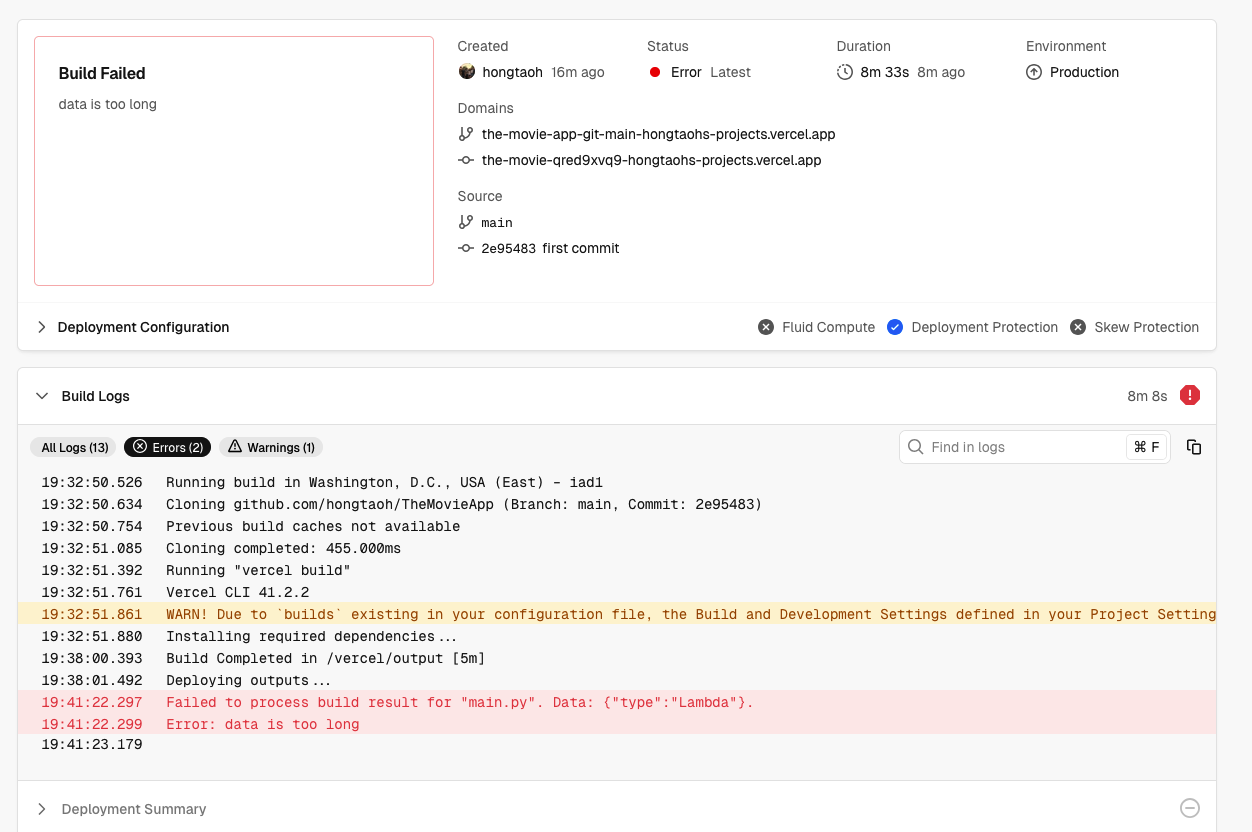 Build Failed
data is too long
Created
hongtaoh 16m ago
Status
Error Latest
Duration
8m 33s 8m ago
Environment
Production
Domains
the-movie-app-git-main-hongtaohs-projects.vercel.app
the-movie-qred9xvq9-hongtaohs-projects.vercel.app
Source
main
2e95483 first commit
Deployment Configuration
Fluid Compute
Deployment Protection
Skew Protection
Build Logs
8m 8s
All Logs (13)
Errors (2)
Warnings (1)
Find in logs
⌘ F
19:32:50.526 Running build in Washington, D.C., USA (East) – iad1
19:32:50.634 Cloning github.com/hongtaoh/TheMovieApp (Branch: main, Commit: 2e95483)
19:32:50.754 Previous build caches not available
19:32:51.085 Cloning completed: 455.000ms
19:32:51.392 Running "vercel build"
19:32:51.761 Vercel CLI 41.2.2
19:32:51.861 WARN! Due to `builds` existing in your configuration file, the Build and Development Settings defined in your Project Setting
19:32:51.880 Installing required dependencies...
19:38:00.393 Build Completed in /vercel/output [5m]
19:38:01.492 Deploying outputs...
19:41:22.297 Failed to process build result for "main.py". Data: {"type":"Lambda"}.
19:41:22.299 Error: data is too long
19:41:23.179
Deployment Summary